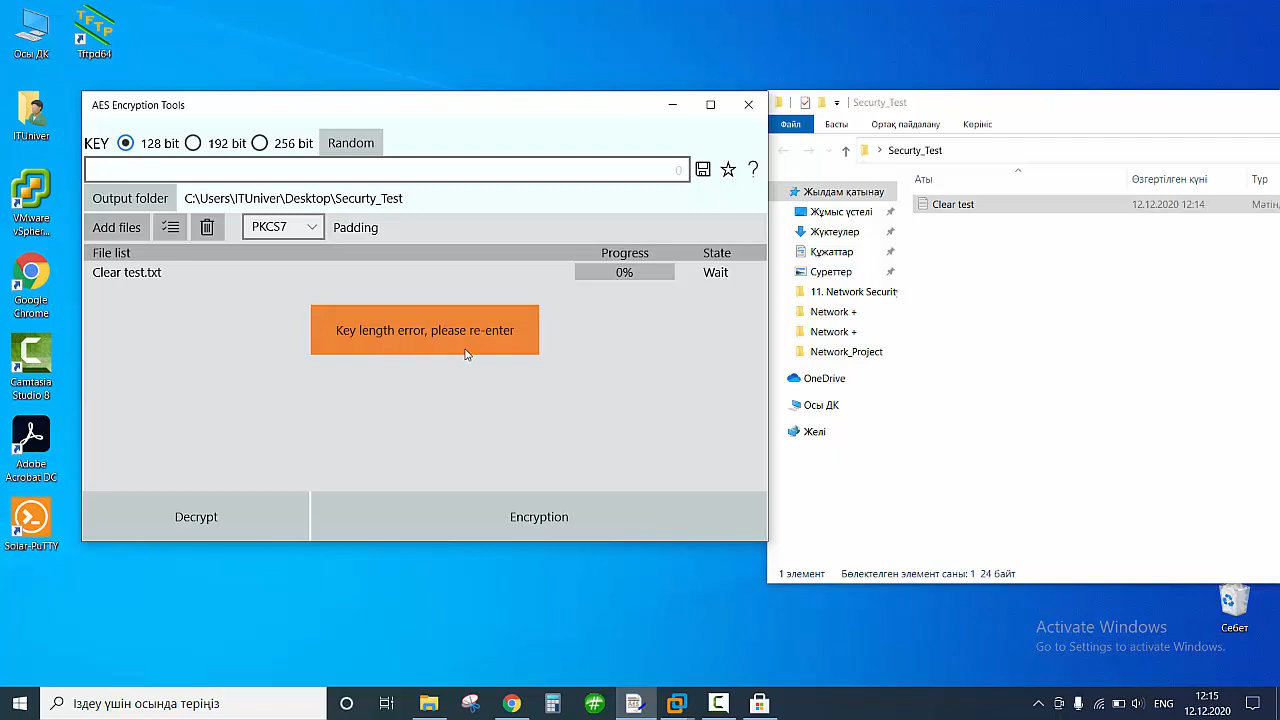 TFTP
Осы ДК
Tftpd64
ITUniver
VMware
vSpher...
Google
Chrome
Camtasia
Studio 8
Adobe
Acrobat DC
Solar-PuTTY
AES Encryption Tools
KEY 128 bit 192 bit 256 bit Random
0 ?
Output folder C:\Users\ITUniver\Desktop\Securty_Test
Add files PKCS7 Padding
File list Progress State
Clear test.txt 0% Wait
Key length error, please re-enter
Decrypt Encryption
Securty_Test
Файл Басты Ортақ пайдалану Көрініс
Securty_Test
Аты Өзгертілген күні Түр
Clear test 12.12.2020 12:14 Мәтін
Жылдам қатынау
Жұмыс үстелі
Жүктеулер
Құжаттар
Суреттер
11. Network Security
Network +
Network +
Network_Project
OneDrive
Осы ДК
Желі
1 элемент Бөлектелген элемент саны: 1 24 байт
Себет
Activate Windows
Go to Settings to activate Windows.
Іздеу үшін осында теріңіз
AES
ENG
12:15
12.12.2020